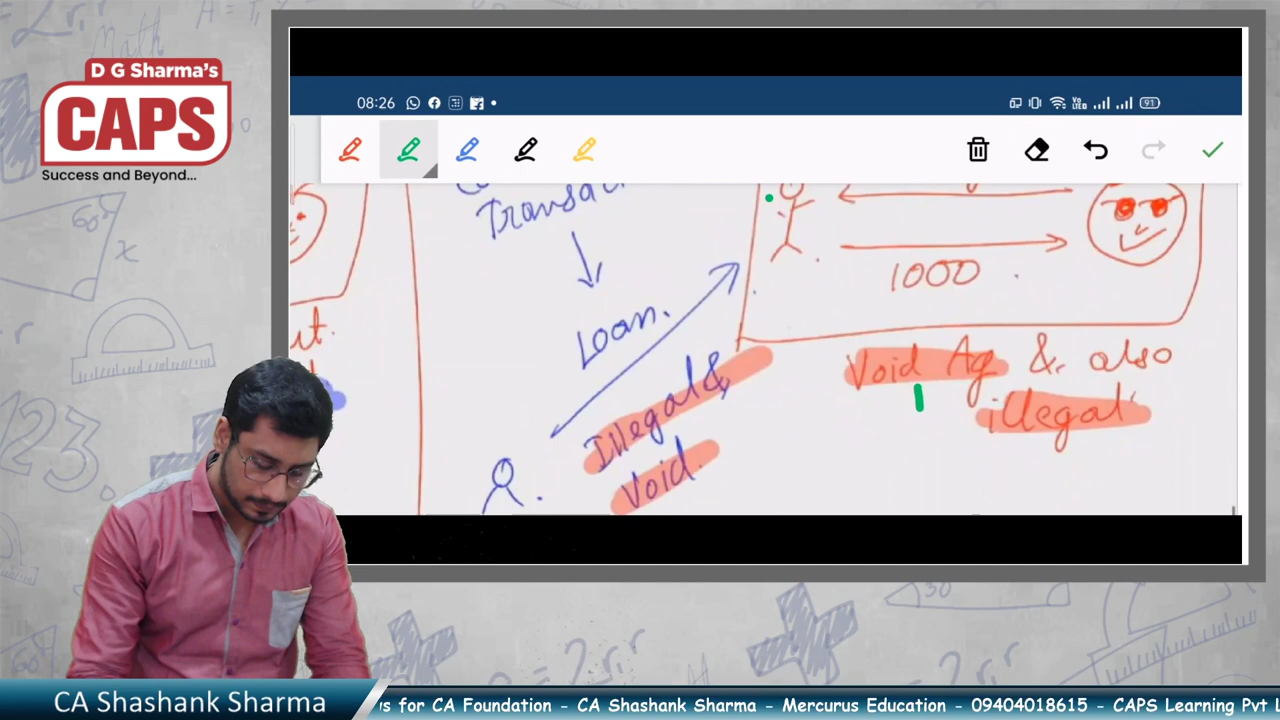 D G Sharma's
CAPS
Success and Beyond...
08:26
91
Transac
Loan.
1000
Illegal &
Void.
Void Ag & also
illegal
CA Shashank Sharma
s for CA Foundation - CA Shashank Sharma - Mercurus Education - 09404018615 - CAPS Learning Pvt L